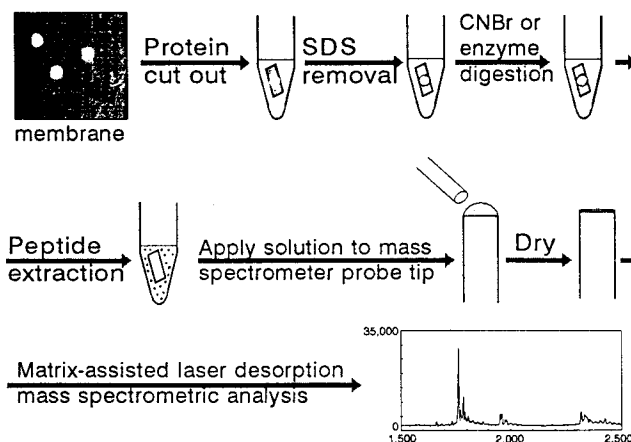 Protein
cut out
SDS
removal
CNBr or
enzyme
digestion
membrane
Peptide
extraction
Apply solution to mass
spectrometer probe tip
Dry
Matrix-assisted laser desorption
mass spectrometric analysis
35,000
0
1,500
2,000
2,500